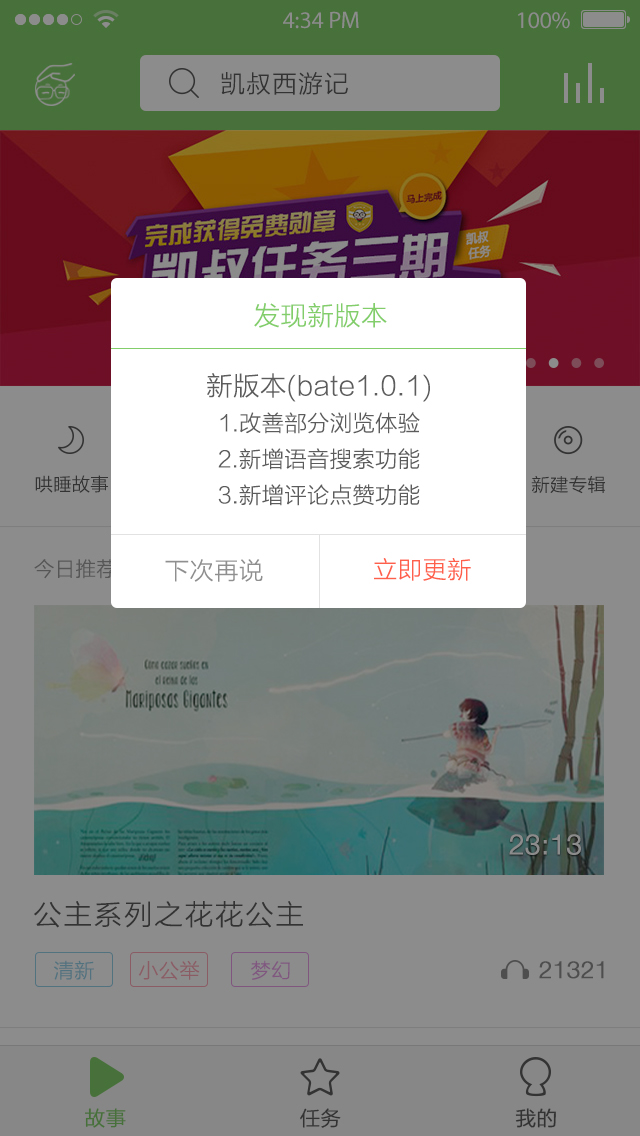 4:34 PM
100%
凯叔西游记
马上完成
完成获得免费勋章
凯叔任务三期
凯叔
任务
发现新版本
新版本(bate1.0.1)
1.改善部分浏览体验
2.新增语音搜索功能
3.新增评论点赞功能
下次再说
立即更新
哄睡故事
新建专辑
今日推荐
Cómo cazar sueños en
el Reino de las
Mariposas Gigantes
23:13
公主系列之花花公主
清新
小公举
梦幻
21321
故事
任务
我的